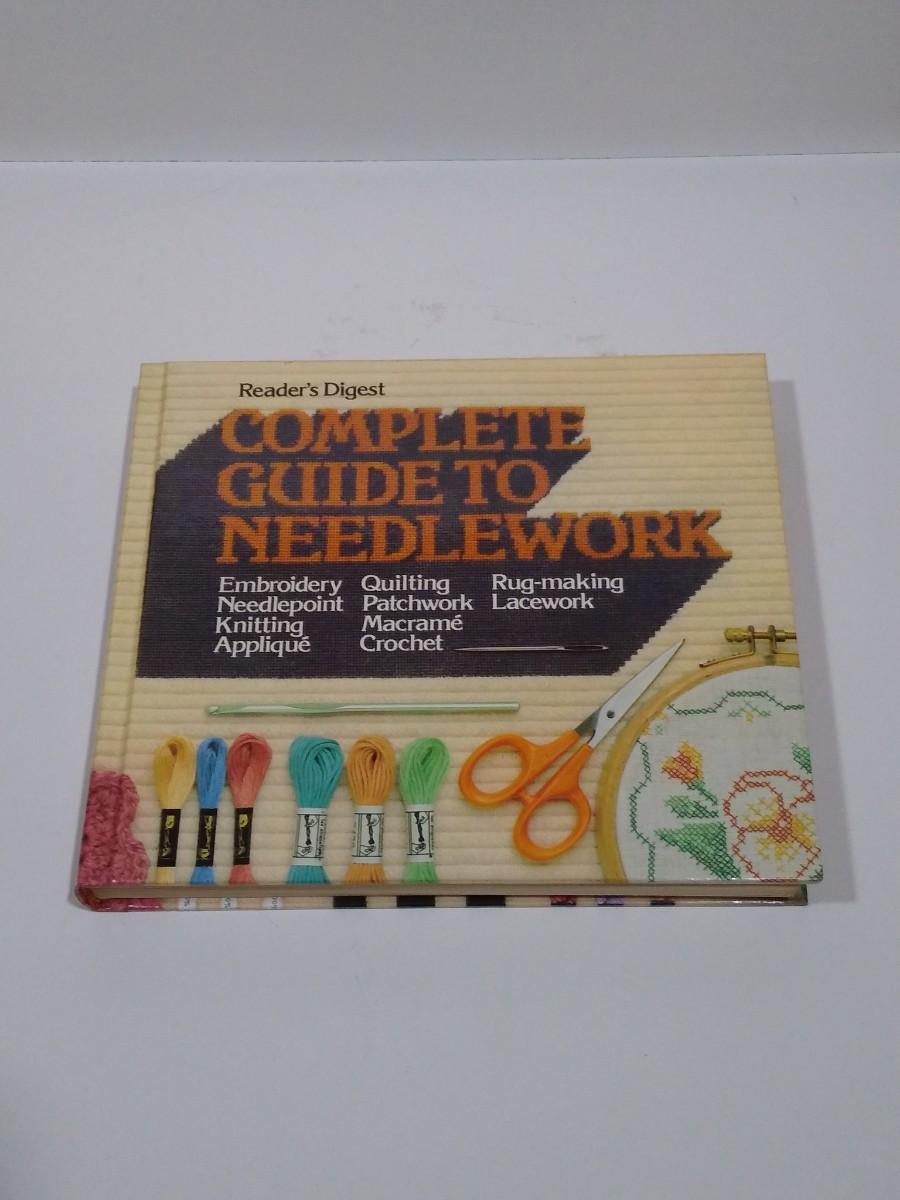 Reader's Digest
COMPLETE
GUIDE TO
NEEDLEWORK
Embroidery Quilting Rug-making
Needlepoint Patchwork Lacework
Knitting Macramé
Appliqué Crochet